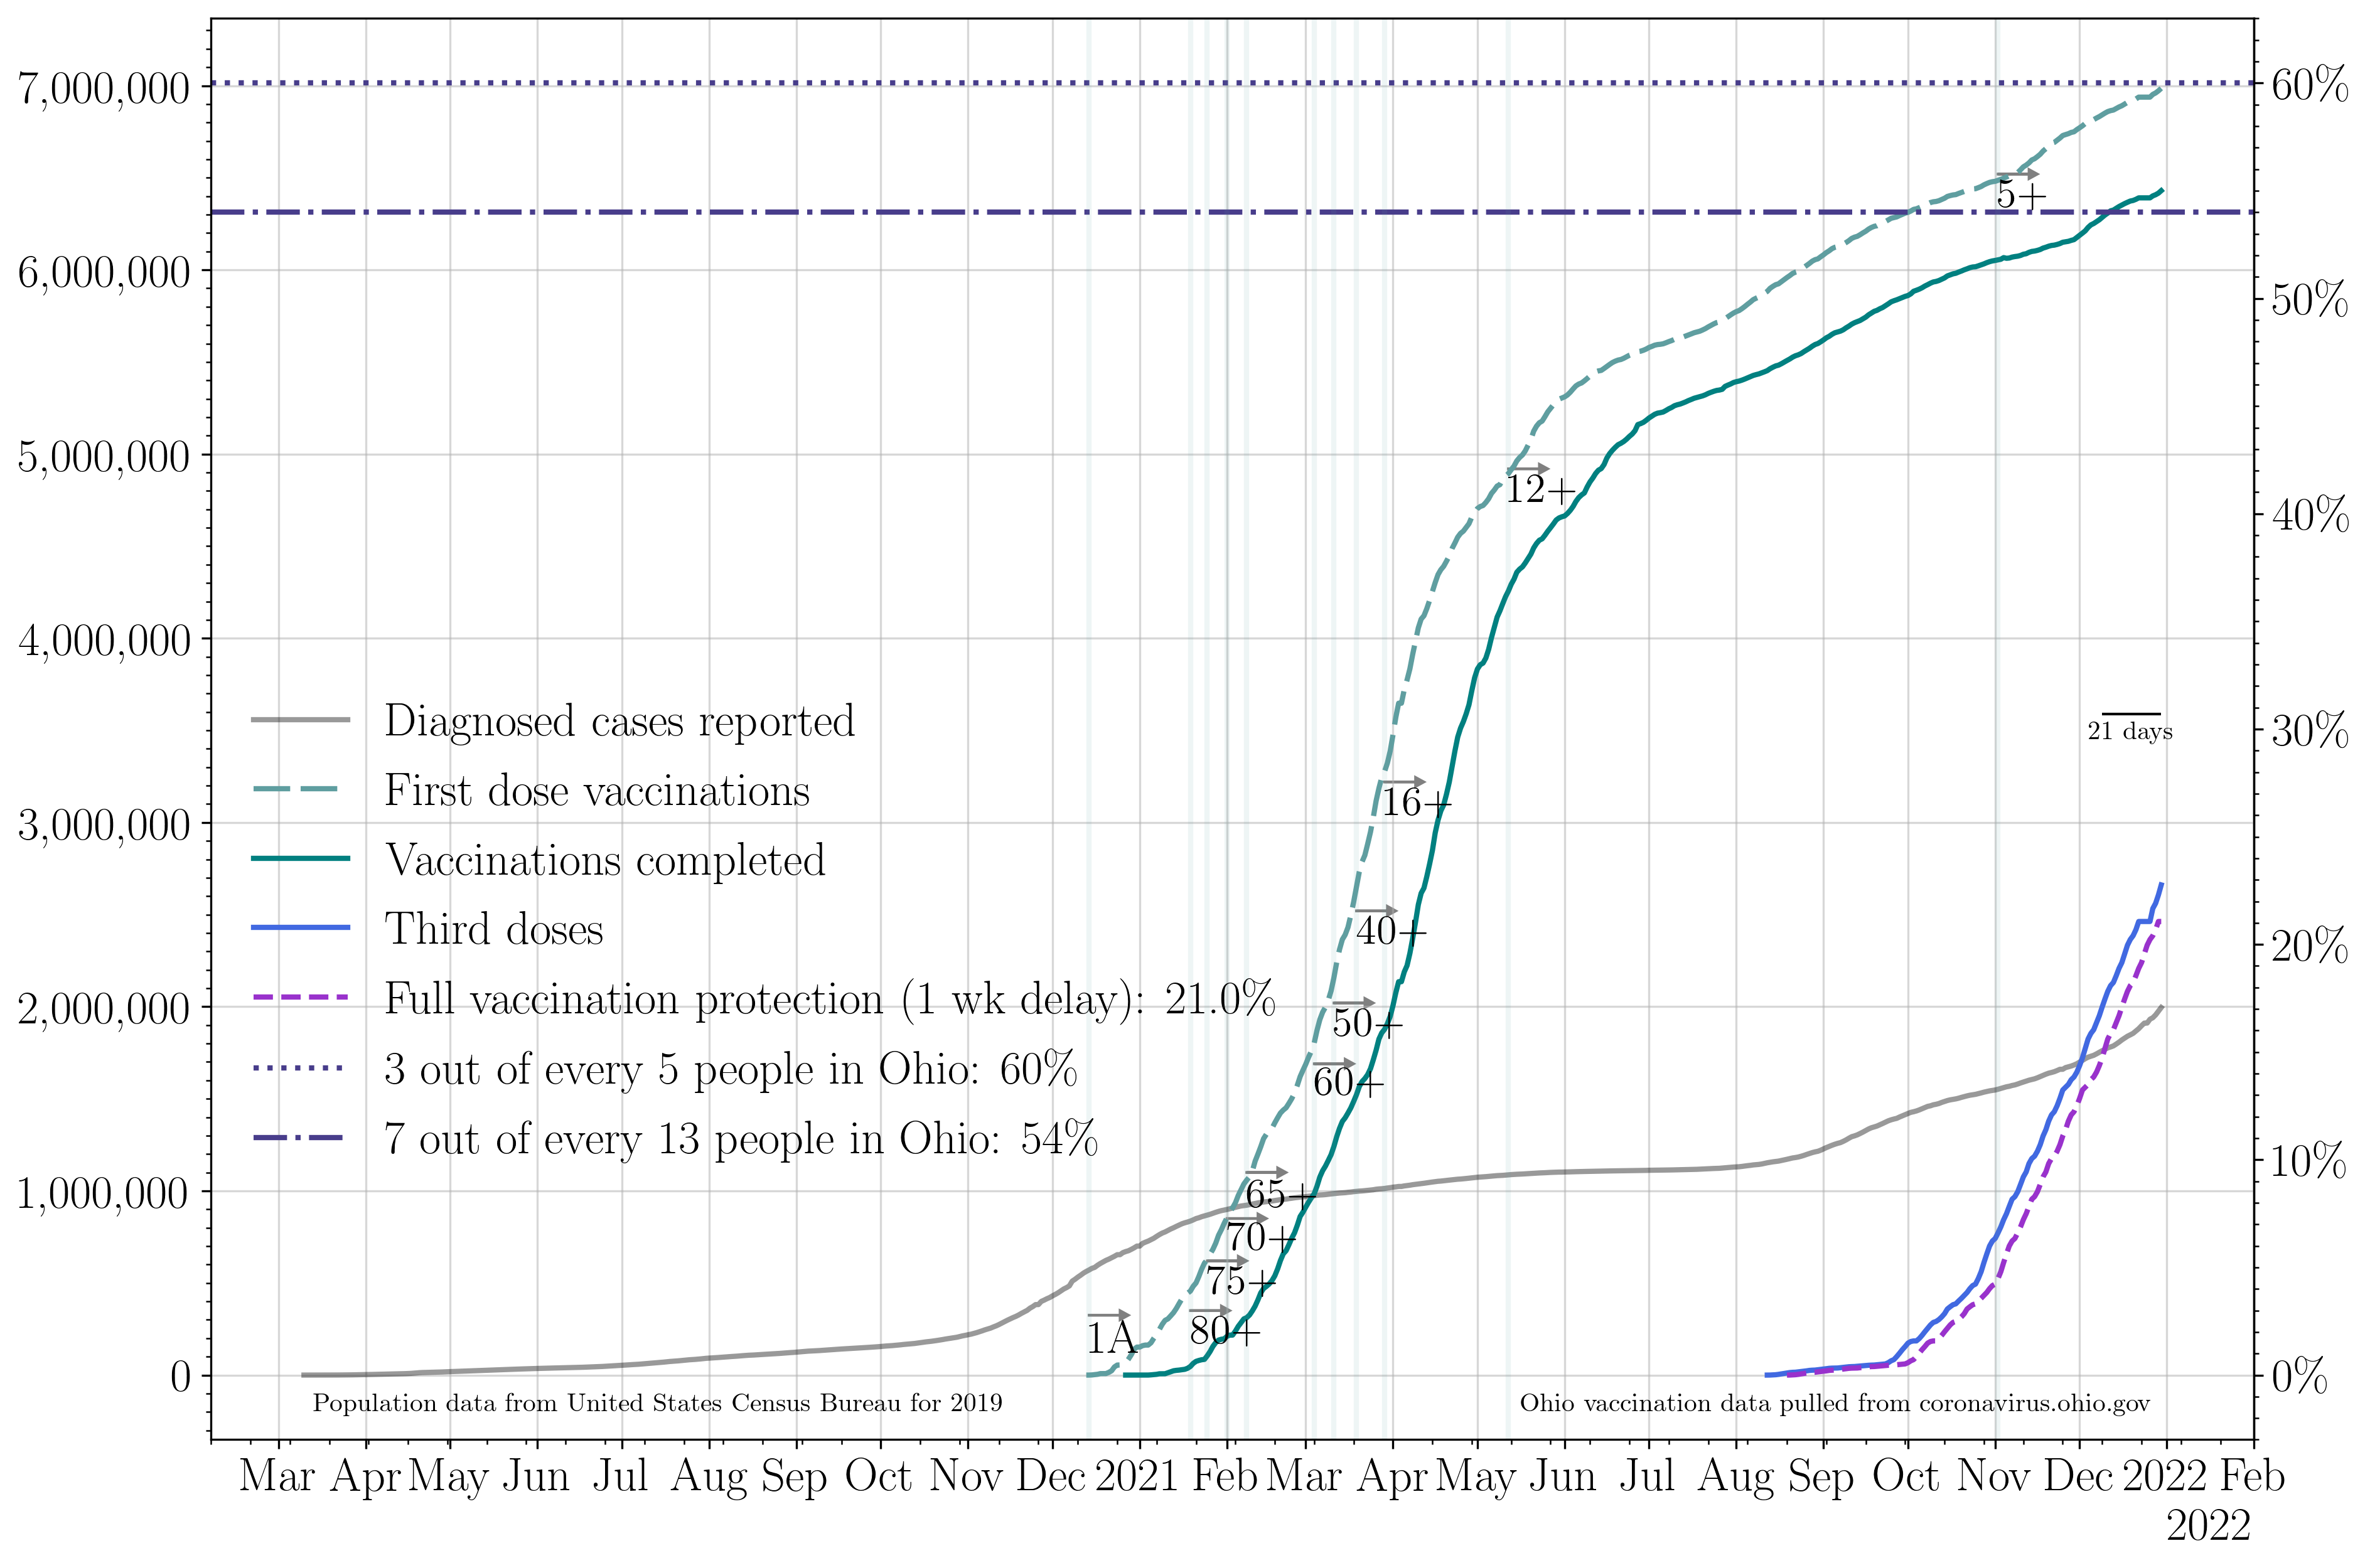 7,000,000
6,000,000
5,000,000
4,000,000
3,000,000
2,000,000
1,000,000
0
60%
50%
40%
30%
20%
10%
0%
Diagnosed cases reported
First dose vaccinations
Vaccinations completed
Third doses
Full vaccination protection (1 wk delay): 21.0%
3 out of every 5 people in Ohio: 60%
7 out of every 13 people in Ohio: 54%
5+
12+
21 days
16+
40+
50+
60+
65+
70+
75+
80+
1A
Population data from United States Census Bureau for 2019
Ohio vaccination data pulled from coronavirus.ohio.gov
Mar Apr May Jun Jul Aug Sep Oct Nov Dec 2021 Feb Mar Apr May Jun Jul Aug Sep Oct Nov Dec 2022 Feb
2022